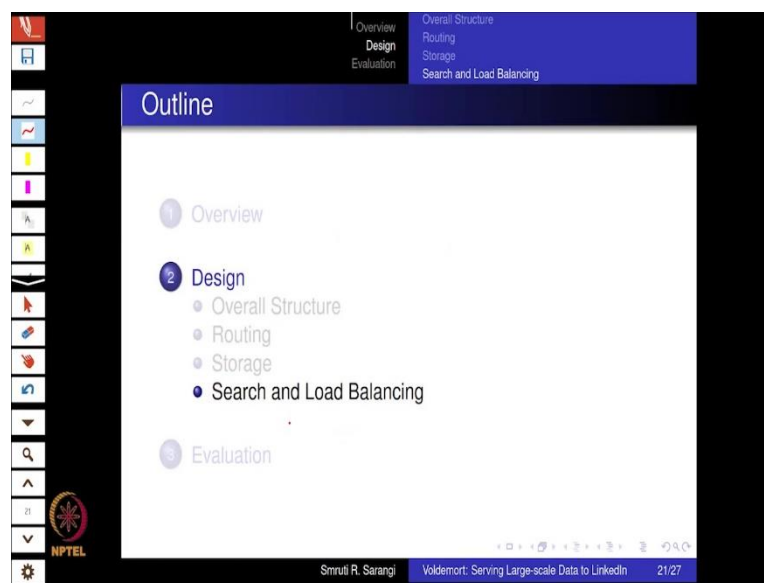 Overview
Design
Evaluation
Overall Structure
Routing
Storage
Search and Load Balancing
Outline
1 Overview
2 Design
Overall Structure
Routing
Storage
Search and Load Balancing
3 Evaluation
21
NPTEL
Smruti R. Sarangi
Voldemort: Serving Large-scale Data to LinkedIn
21/27